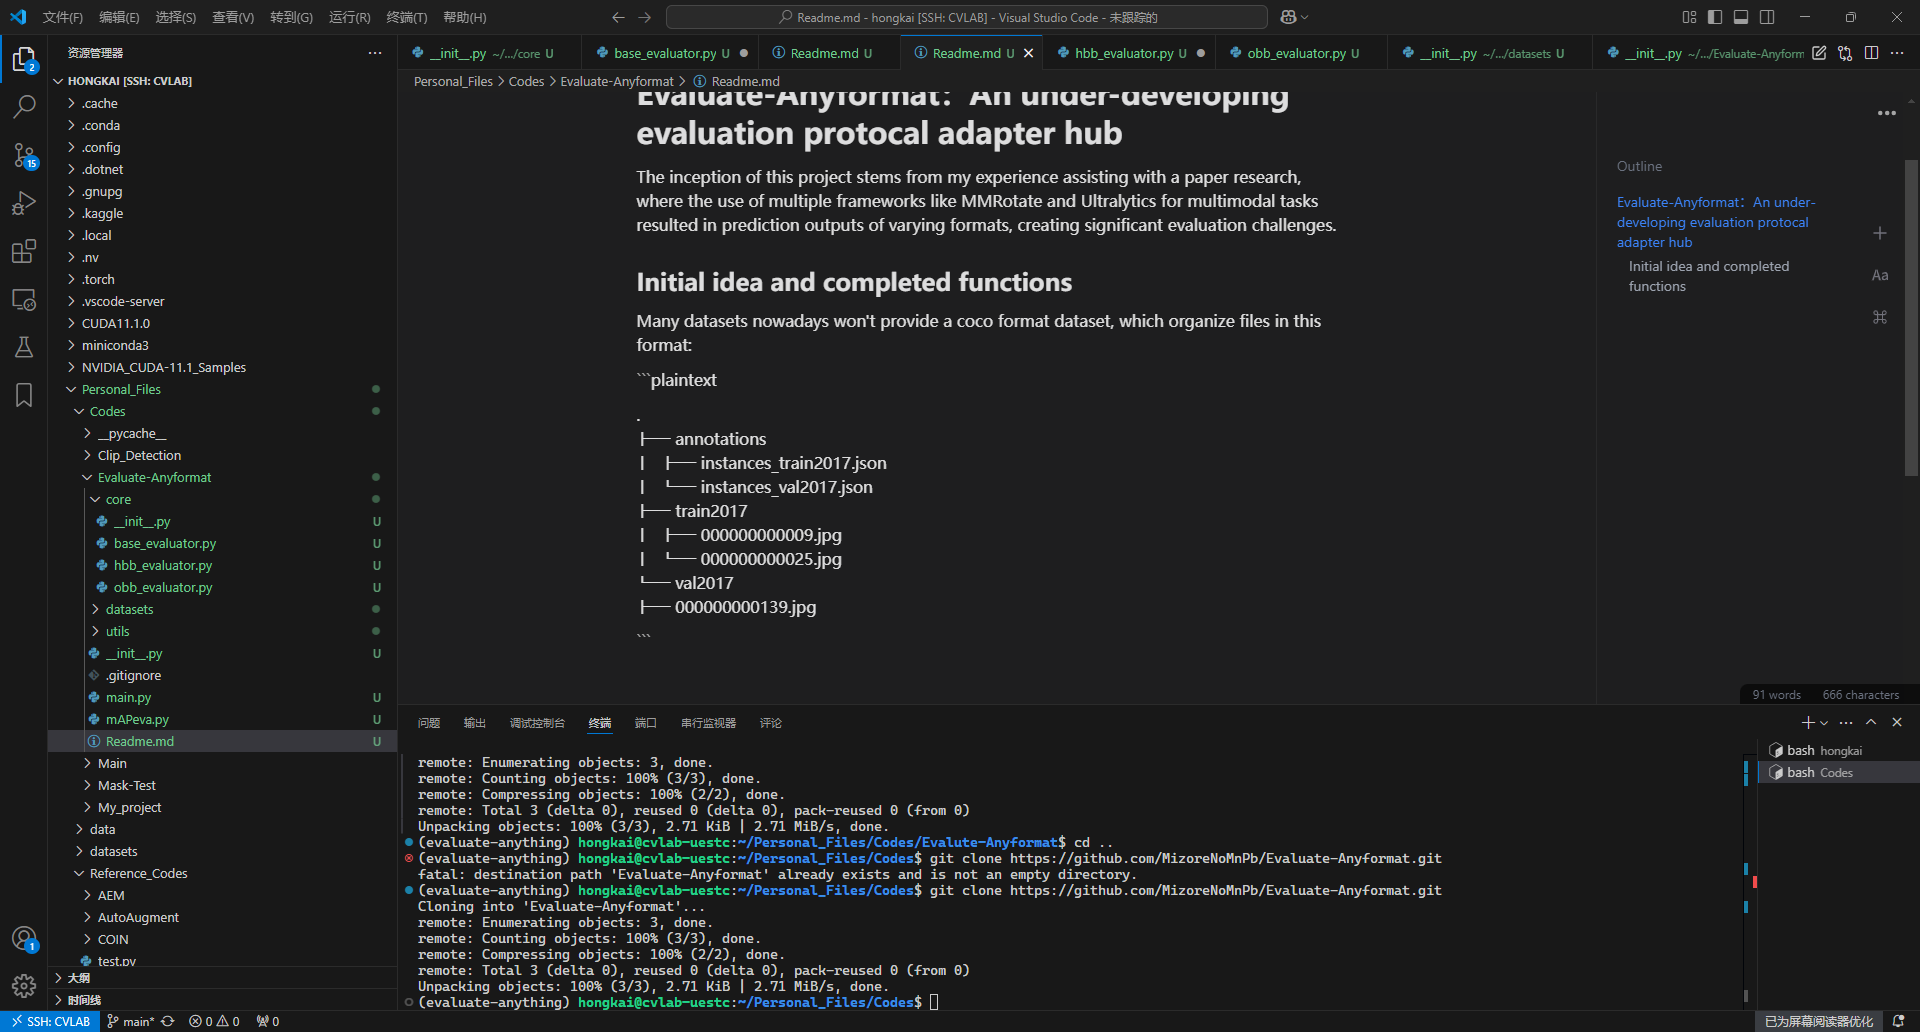 文件(F) 编辑(E) 选择(S) 查看(V) 转到(G) 运行(R) 终端(T) 帮助(H)
Readme.md - hongkai [SSH: CVLAB] - Visual Studio Code - 未跟踪的
资源管理器
__init__.py ~/.../core U
base_evaluator.py U
Readme.md U
Readme.md U
hbb_evaluator.py U
obb_evaluator.py U
__init__.py ~/.../datasets U
__init__.py ~/.../Evaluate-Anyform
Personal_Files > Codes > Evaluate-Anyformat > Readme.md
HONGKAI [SSH: CVLAB]
.cache
.conda
.config
.dotnet
.gnupg
.kaggle
.local
.nv
.torch
.vscode-server
CUDA11.1.0
miniconda3
NVIDIA_CUDA-11.1_Samples
Personal_Files
Codes
__pycache__
Clip_Detection
Evaluate-Anyformat
core
__init__.py U
base_evaluator.py U
hbb_evaluator.py U
obb_evaluator.py U
datasets
utils
__init__.py U
.gitignore
main.py U
mAPeva.py U
Readme.md U
Main
Mask-Test
My_project
data
datasets
Reference_Codes
AEM
AutoAugment
COIN
test.py
大纲
时间线
2
15
1
Evaluate-Anyformat：An under-developing
evaluation protocal adapter hub
The inception of this project stems from my experience assisting with a paper research,
where the use of multiple frameworks like MMRotate and Ultralytics for multimodal tasks
resulted in prediction outputs of varying formats, creating significant evaluation challenges.
Initial idea and completed functions
Many datasets nowadays won't provide a coco format dataset, which organize files in this
format:
```plaintext
.
├── annotations
│   ├── instances_train2017.json
│   └── instances_val2017.json
├── train2017
│   ├── 000000000009.jpg
│   └── 000000000025.jpg
└── val2017
├── 000000000139.jpg
```
Outline
Evaluate-Anyformat：An under-
developing evaluation protocal
adapter hub
Initial idea and completed
functions
Aa
91 words 666 characters
问题 输出 调试控制台 终端 端口 串行监视器 评论
bash hongkai
bash Codes
remote: Enumerating objects: 3, done.
remote: Counting objects: 100% (3/3), done.
remote: Compressing objects: 100% (2/2), done.
remote: Total 3 (delta 0), reused 0 (delta 0), pack-reused 0 (from 0)
Unpacking objects: 100% (3/3), 2.71 KiB | 2.71 MiB/s, done.
(evaluate-anything) hongkai@cvlab-uestc:~/Personal_Files/Codes/Evalute-Anyformat$ cd ..
(evaluate-anything) hongkai@cvlab-uestc:~/Personal_Files/Codes$ git clone https://github.com/MizoreNoMnPb/Evaluate-Anyformat.git
fatal: destination path 'Evaluate-Anyformat' already exists and is not an empty directory.
(evaluate-anything) hongkai@cvlab-uestc:~/Personal_Files/Codes$ git clone https://github.com/MizoreNoMnPb/Evaluate-Anyformat.git
Cloning into 'Evaluate-Anyformat'...
remote: Enumerating objects: 3, done.
remote: Counting objects: 100% (3/3), done.
remote: Compressing objects: 100% (2/2), done.
remote: Total 3 (delta 0), reused 0 (delta 0), pack-reused 0 (from 0)
Unpacking objects: 100% (3/3), 2.71 KiB | 2.71 MiB/s, done.
(evaluate-anything) hongkai@cvlab-uestc:~/Personal_Files/Codes$
SSH: CVLAB main* 0 0 0 已为屏幕阅读器优化